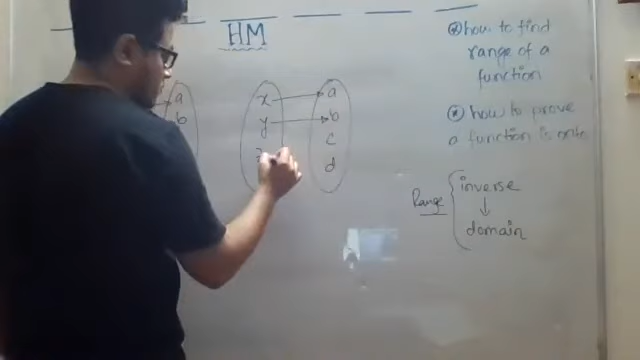 HM
a
b
x
y
a
b
c
d
how to find
range of a
function
how to prove
a function is onto
Range
inverse
domain